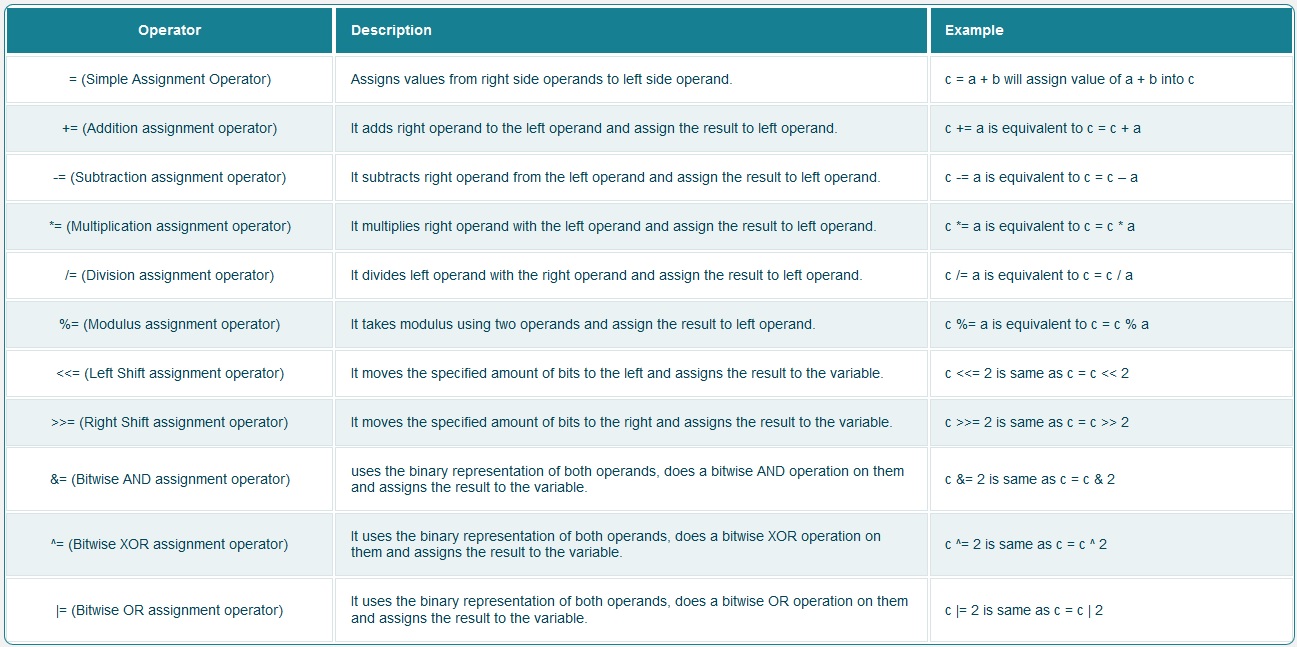 Operator Description Example
= (Simple Assignment Operator) Assigns values from right side operands to left side operand. c = a + b will assign value of a + b into c
+= (Addition assignment operator) It adds right operand to the left operand and assign the result to left operand. c += a is equivalent to c = c + a
-= (Subtraction assignment operator) It subtracts right operand from the left operand and assign the result to left operand. c -= a is equivalent to c = c – a
*= (Multiplication assignment operator) It multiplies right operand with the left operand and assign the result to left operand. c *= a is equivalent to c = c * a
/= (Division assignment operator) It divides left operand with the right operand and assign the result to left operand. c /= a is equivalent to c = c / a
%= (Modulus assignment operator) It takes modulus using two operands and assign the result to left operand. c %= a is equivalent to c = c % a
<<= (Left Shift assignment operator) It moves the specified amount of bits to the left and assigns the result to the variable. c <<= 2 is same as c = c << 2
>>= (Right Shift assignment operator) It moves the specified amount of bits to the right and assigns the result to the variable. c >>= 2 is same as c = c >> 2
&= (Bitwise AND assignment operator) uses the binary representation of both operands, does a bitwise AND operation on them
and assigns the result to the variable. c &= 2 is same as c = c & 2
^= (Bitwise XOR assignment operator) It uses the binary representation of both operands, does a bitwise XOR operation on
them and assigns the result to the variable. c ^= 2 is same as c = c ^ 2
|= (Bitwise OR assignment operator) It uses the binary representation of both operands, does a bitwise OR operation on them
and assigns the result to the variable. c |= 2 is same as c = c | 2